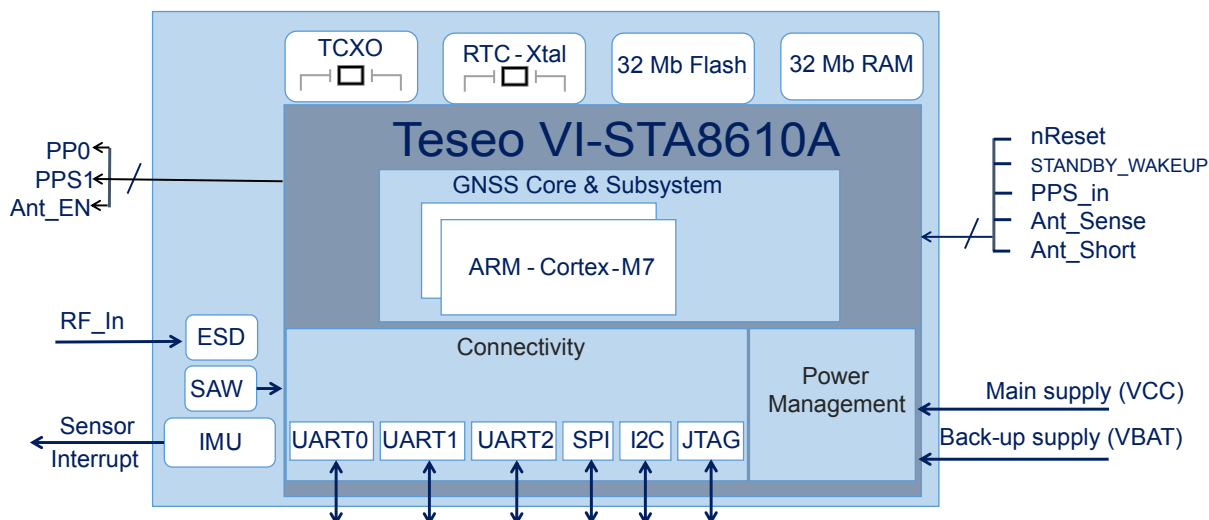 TCXO
RTC - Xtal
32 Mb Flash
32 Mb RAM
Teseo VI-STA8610A
GNSS Core & Subsystem
ARM - Cortex-M7
PP0
PPS1
Ant_EN
nReset
STANDBY_WAKEUP
PPS_in
Ant_Sense
Ant_Short
RF_In
ESD
SAW
Sensor
Interrupt
IMU
Connectivity
UART0
UART1
UART2
SPI
I2C
JTAG
Power
Management
Main supply (VCC)
Back-up supply (VBAT)